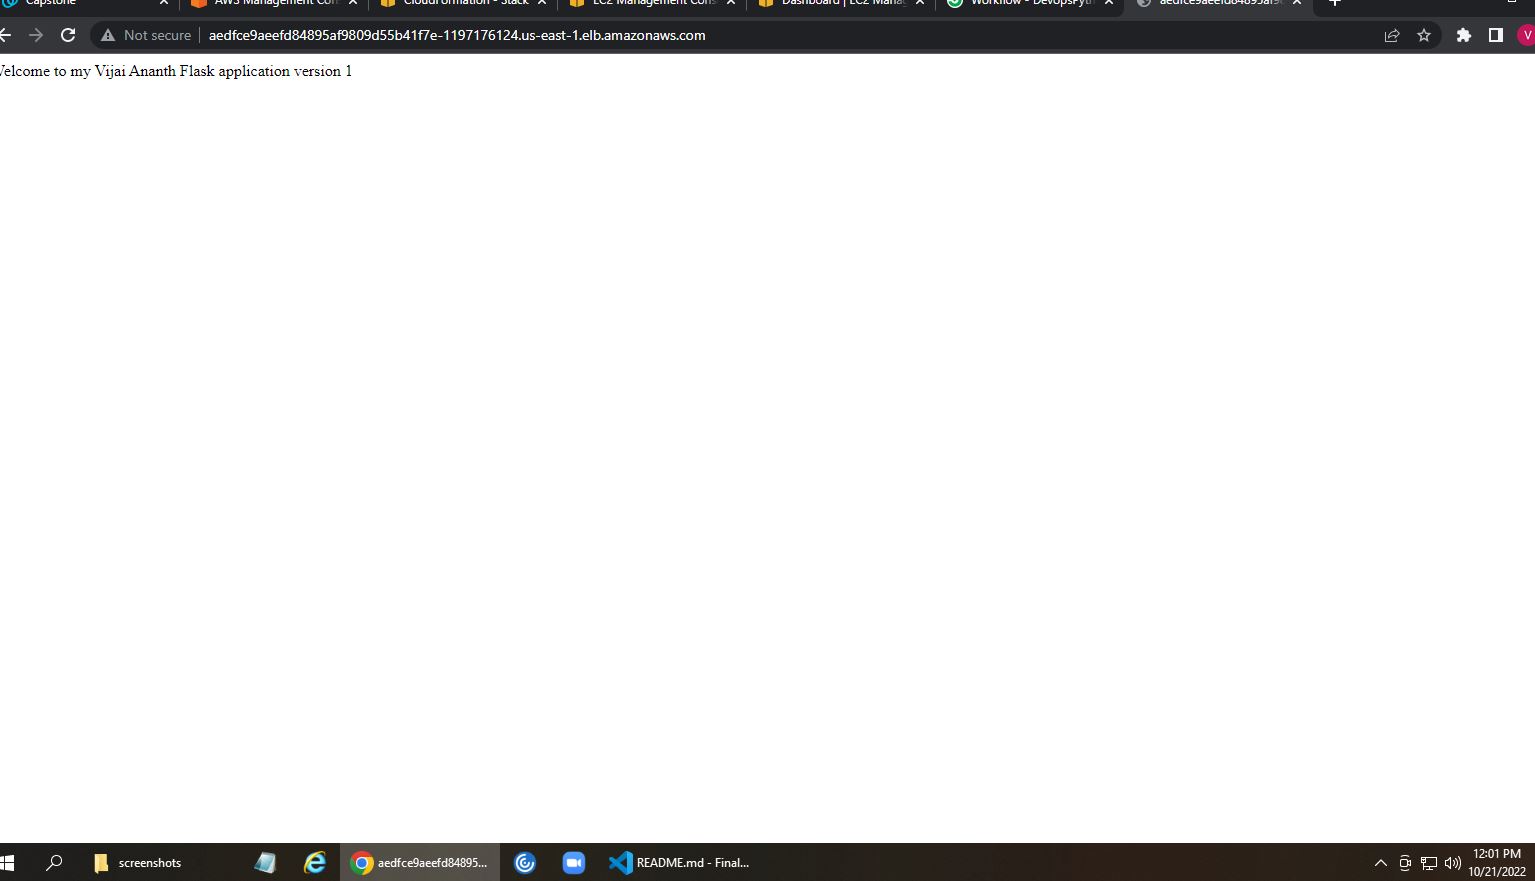 Capstone
AWS Management Con
CloudFormation - Stack
EC2 Management Cons
Dashboard | EC2 Manag
Workflow - DevopsPyth
aedfce9aeefd84895af9
Not secure
aedfce9aeefd84895af9809d55b41f7e-1197176124.us-east-1.elb.amazonaws.com
V
Welcome to my Vijai Ananth Flask application version 1
screenshots
aedfce9aeefd84895...
README.md - Final...
12:01 PM
10/21/2022